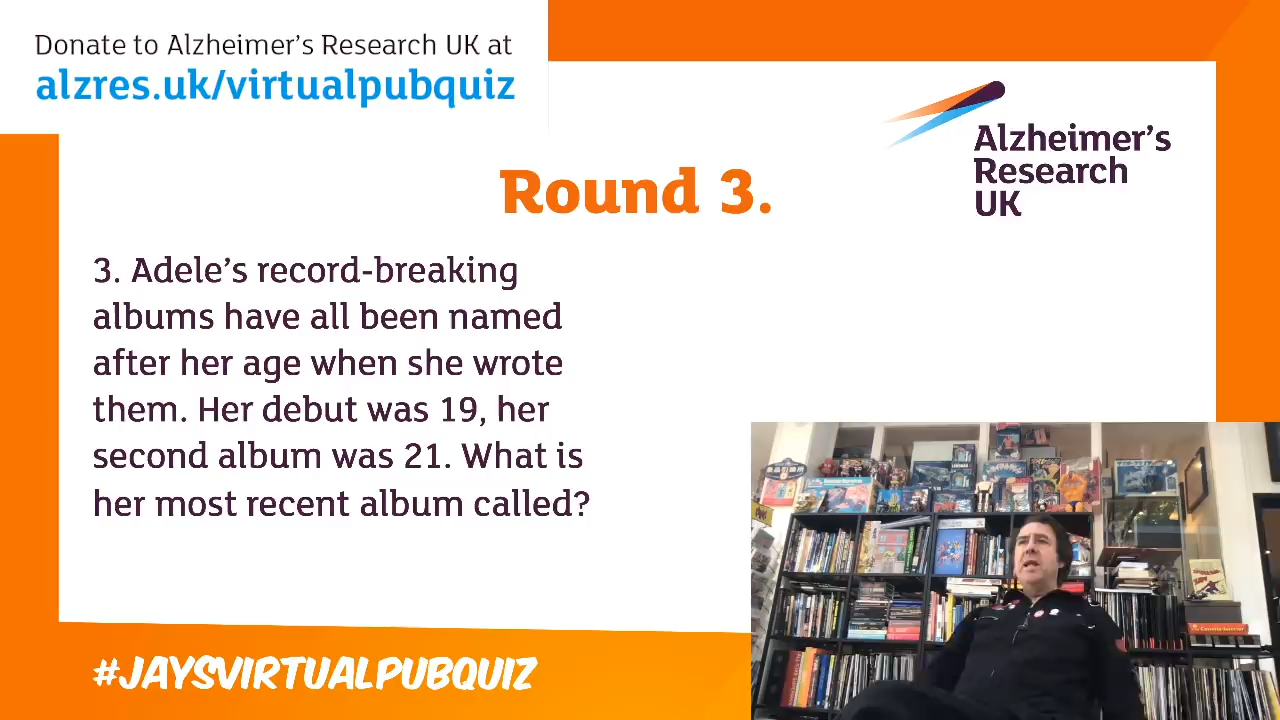 Donate to Alzheimer's Research UK at
alzres.uk/virtualpubquiz
Alzheimer's
Research
UK
Round 3.
3. Adele's record-breaking
albums have all been named
after her age when she wrote
them. Her debut was 19, her
second album was 21. What is
her most recent album called?
#JAYSVIRTUALPUBQUIZ